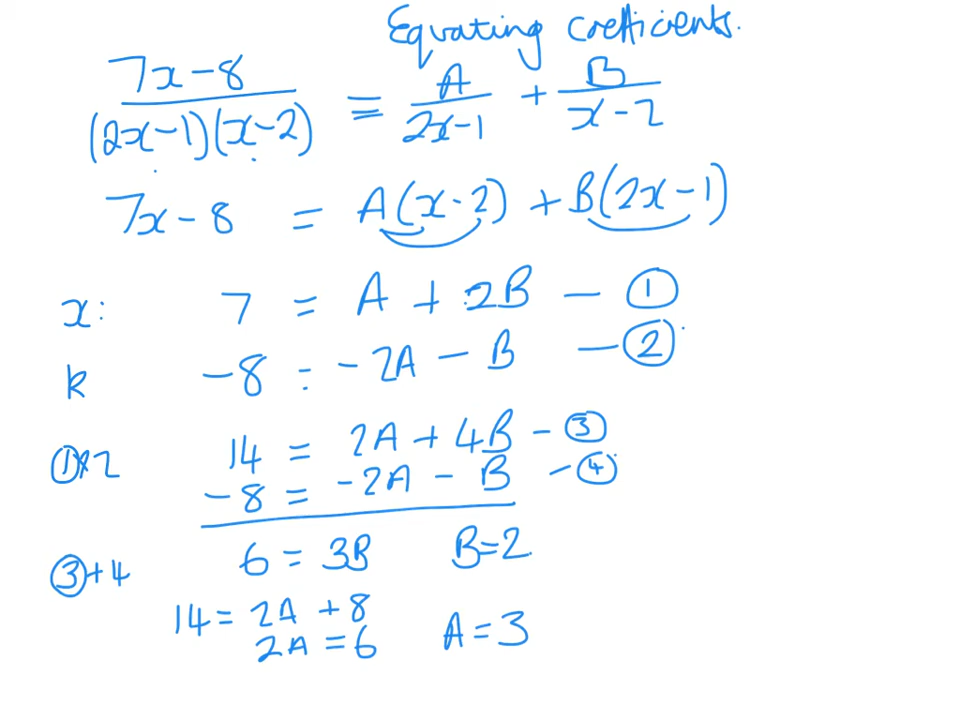 Equating coefficients.
7x-8 / (2x-1)(x-2) ≡ A / 2x-1 + B / x-2
7x-8 = A(x-2) + B(2x-1)
x: 7 = A + 2B - ①
k -8 = -2A - B - ②
①x2 14 = 2A + 4B - ③
-8 = -2A - B - ④
③+4 6 = 3B B=2
14 = 2A + 8
2A = 6 A = 3